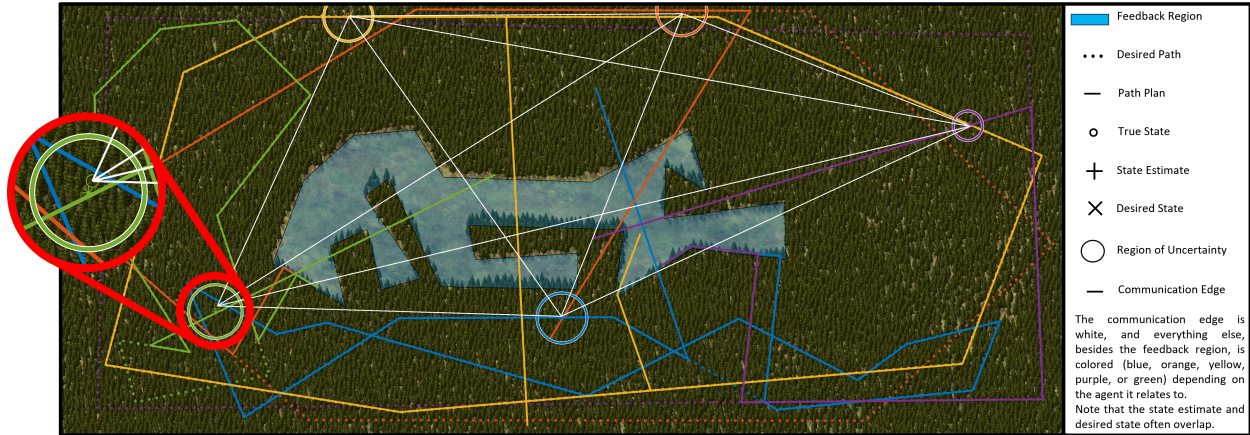 Feedback Region
Desired Path
Path Plan
True State
State Estimate
Desired State
Region of Uncertainty
Communication Edge
The communication edge is
white, and everything else,
besides the feedback region, is
colored (blue, orange, yellow,
purple, or green) depending on
the agent it relates to.
Note that the state estimate and
desired state often overlap.